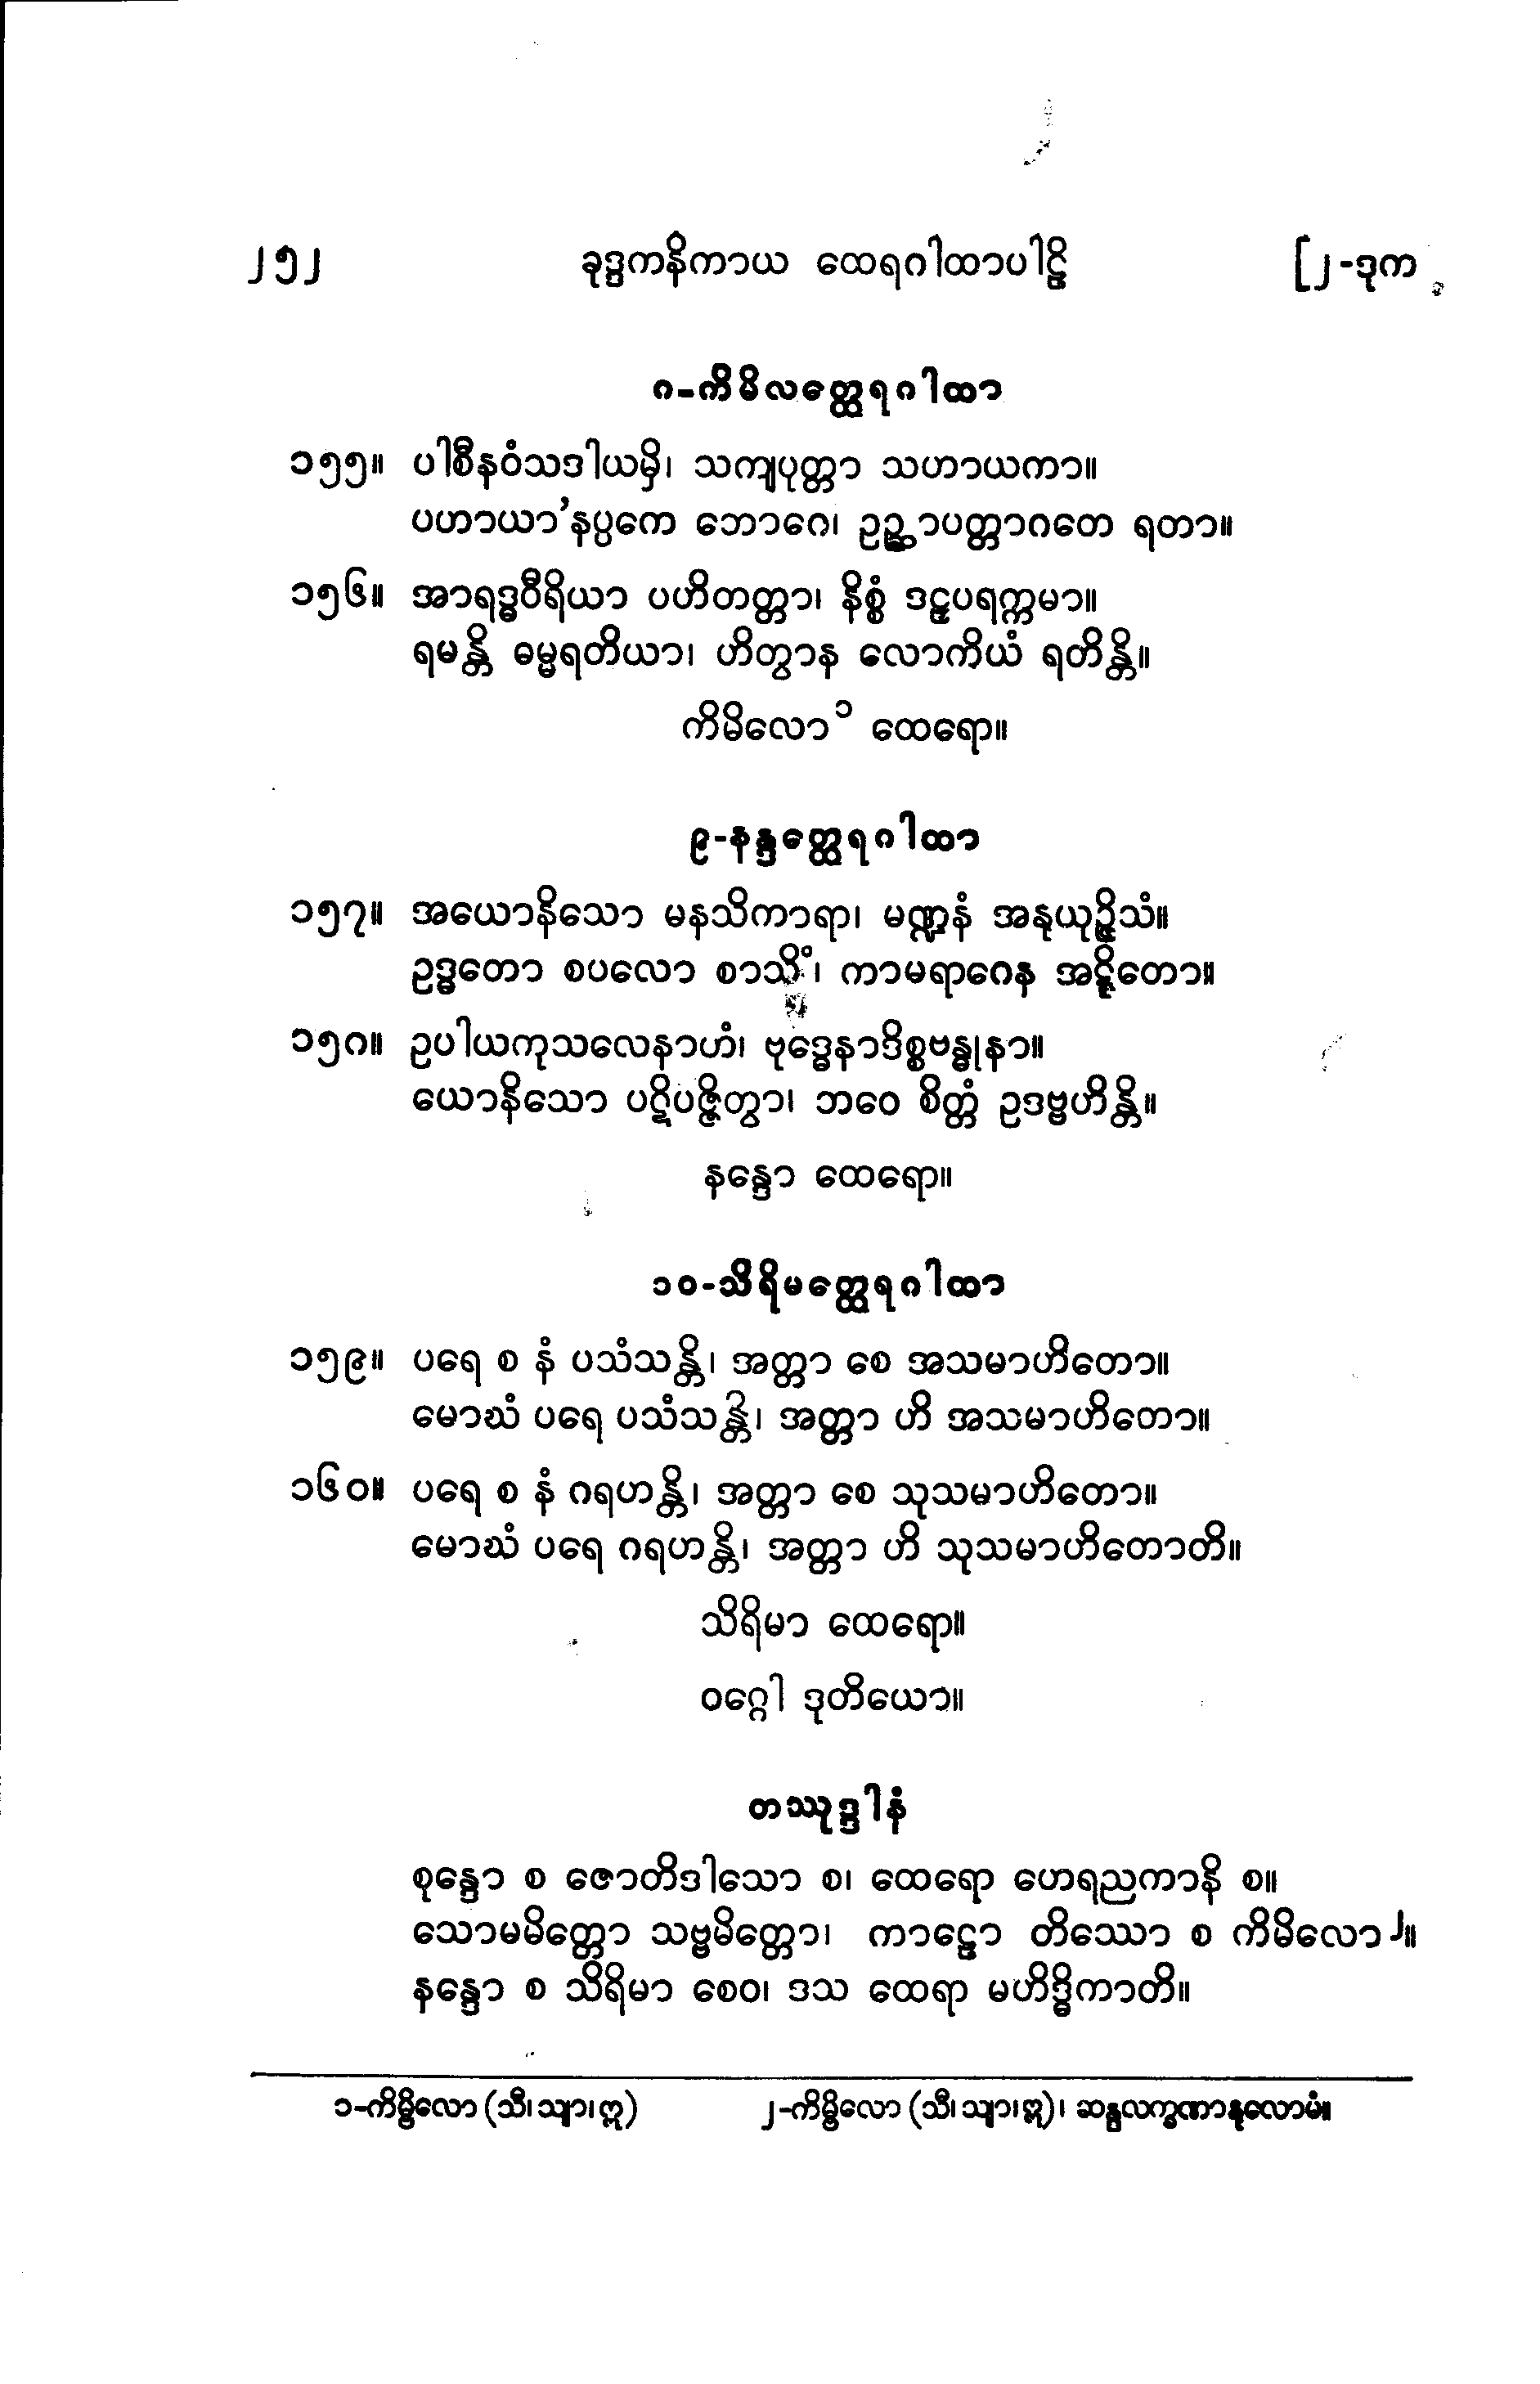 ၂၅၂ ခုဒ္ဒကနိကာယ ထေရဂါထာပါဠိ [၂-ဒုက
၈-ကိမိလတ္ထေရဂါထာ
၁၅၅။ ပါစီနဝံသဒါယမှိ၊ သကျပုတ္တာ သဟာယကာ။
ပဟာယာ’နပ္ပကေ ဘောဂေ၊ ဥဉ္ဆာပတ္တာဂတေ ရတာ။
၁၅၆။ အာရဒ္ဓဝီရိယာ ပဟိတတ္တာ၊ နိစ္စံ ဒဠှပရက္ကမာ။
ရမန္တိ ဓမ္မရတိယာ၊ ဟိတွာန လောကိယံ ရတိန္တိ။
ကိမိလော၁ ထေရော။
၉-နန္ဒတ္ထေရဂါထာ
၁၅၇။ အယောနိသော မနသိကာရာ၊ မဏ္ဍနံ အနုယုဉ္ဇိသံ။
ဥဒ္ဓတော စပလော စာသိံ၊ ကာမရာဂေန အဋ္ဋိတော။
၁၅၈။ ဥပါယကုသလေနာဟံ၊ ဗုဒ္ဓေနာဒိစ္စဗန္ဓုနာ။
ယောနိသော ပဋိပဇ္ဇိတွာ၊ ဘဝေ စိတ္တံ ဥဒဗ္ဗဟိန္တိ။
နန္ဒော ထေရော။
၁၀-သိရိမတ္ထေရဂါထာ
၁၅၉။ ပရေ စ နံ ပသံသန္တိ၊ အတ္တာ စေ အသမာဟိတော။
မောဃံ ပရေ ပသံသန္တိ၊ အတ္တာ ဟိ အသမာဟိတော။
၁၆၀။ ပရေ စ နံ ဂရဟန္တိ၊ အတ္တာ စေ သုသမာဟိတော။
မောဃံ ပရေ ဂရဟန္တိ၊ အတ္တာ ဟိ သုသမာဟိတောတိ။
သိရိမာ ထေရော။
ဝဂ္ဂေါ ဒုတိယော။
တဿုဒ္ဒါနံ
စုန္ဒော စ ဇောတိဒါသော စ၊ ထေရော ဟေရညကာနိ စ။
သောမမိတ္တော သဗ္ဗမိတ္တော၊ ကာဠော တိဿော စ ကိမိလော၂။
နန္ဒော စ သိရိမာ စေဝ၊ ဒသ ထေရာ မဟိဒ္ဓိကာတိ။
၁-ကိမ္ဗိလော (သီ၊ သျာ၊ ဣ) ၂-ကိမ္ဗိလော (သီ၊ သျာ၊ ဣ)၊ ဆန္ဒလက္ခဏာနုလောမံ။